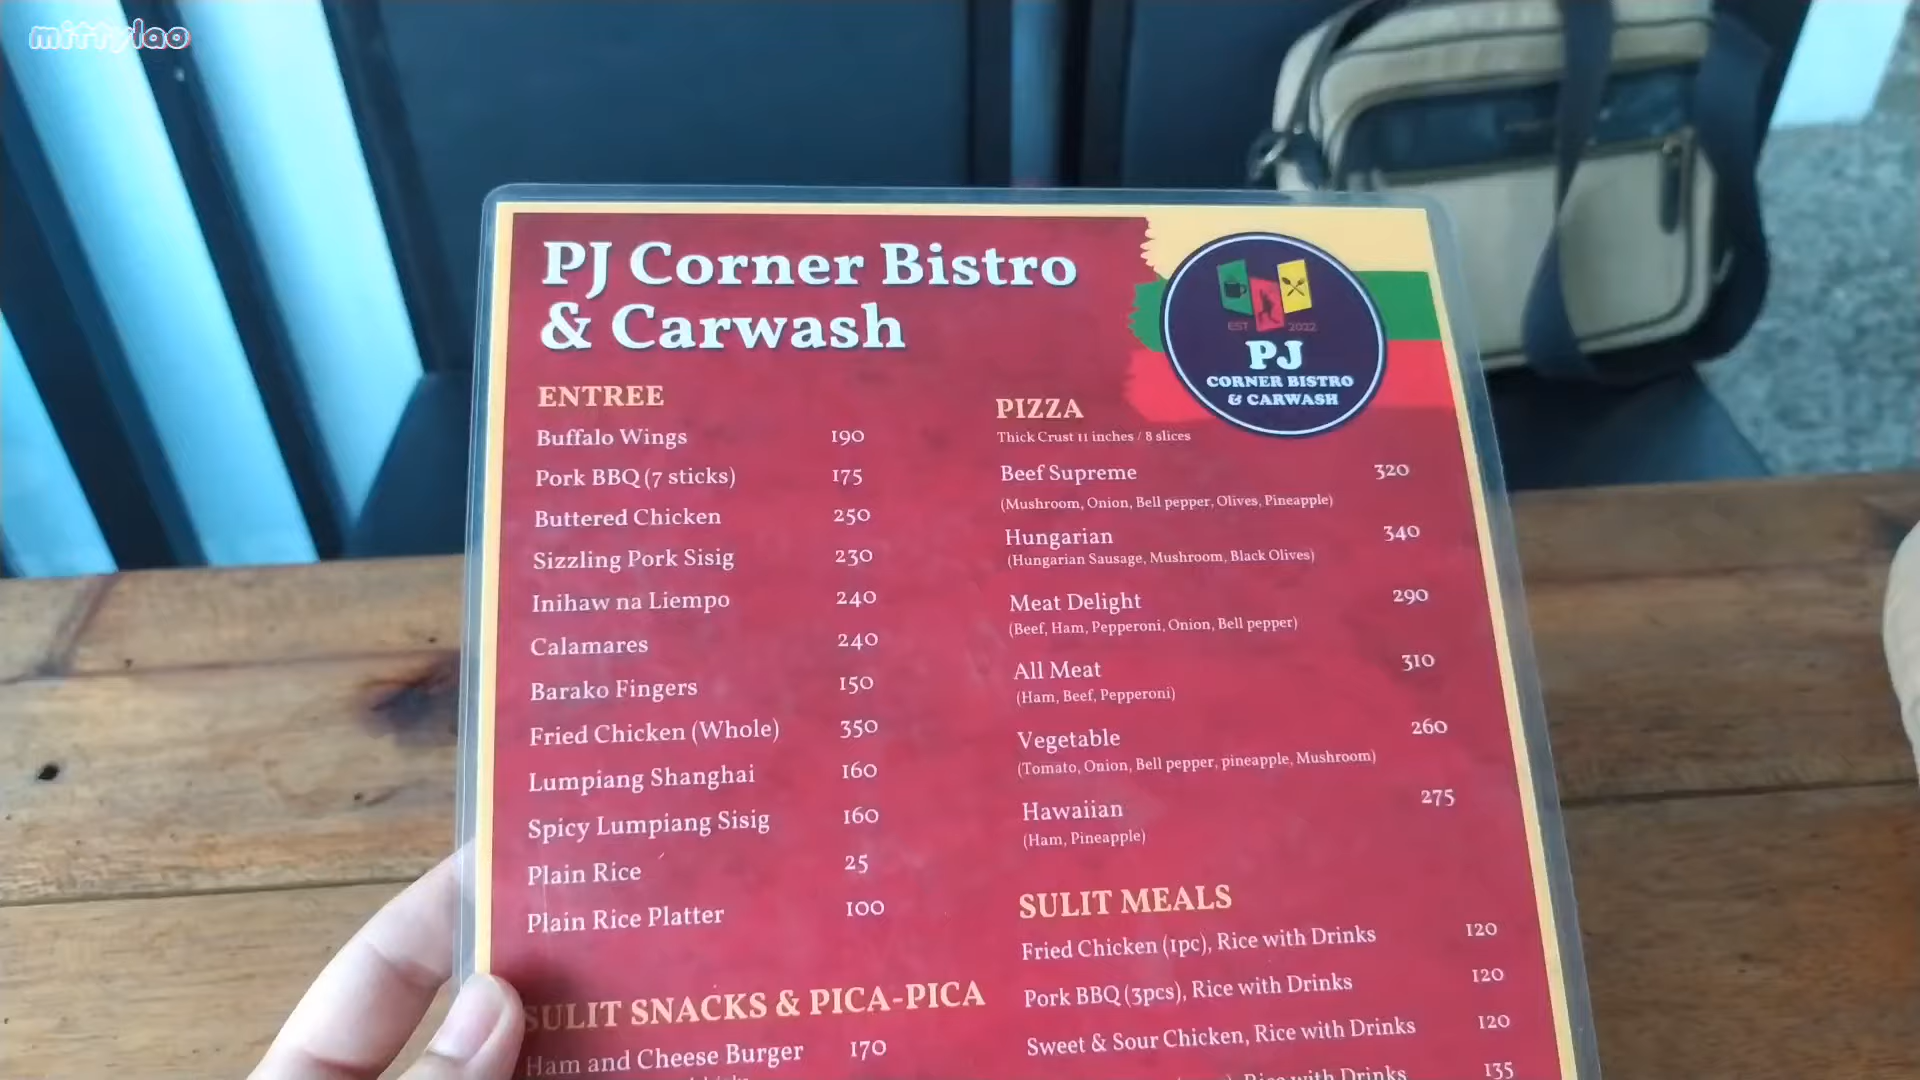 mittylao
PJ Corner Bistro
& Carwash
EST 2022
PJ
CORNER BISTRO
& CARWASH
ENTREE
Buffalo Wings 190
Pork BBQ (7 sticks) 175
Buttered Chicken 250
Sizzling Pork Sisig 230
Inihaw na Liempo 240
Calamares 240
Barako Fingers 150
Fried Chicken (Whole) 350
Lumpiang Shanghai 160
Spicy Lumpiang Sisig 160
Plain Rice 25
Plain Rice Platter 100
SULIT SNACKS & PICA-PICA
Ham and Cheese Burger 170
PIZZA
Thick Crust 11 inches / 8 slices
Beef Supreme 320
(Mushroom, Onion, Bell pepper, Olives, Pineapple)
Hungarian 340
(Hungarian Sausage, Mushroom, Black Olives)
Meat Delight 290
(Beef, Ham, Pepperoni, Onion, Bell pepper)
All Meat 310
(Ham, Beef, Pepperoni)
Vegetable 260
(Tomato, Onion, Bell pepper, pineapple, Mushroom)
Hawaiian 275
(Ham, Pineapple)
SULIT MEALS
Fried Chicken (1pc), Rice with Drinks 120
Pork BBQ (3pcs), Rice with Drinks 120
Sweet & Sour Chicken, Rice with Drinks 120
Rice with Drinks 135